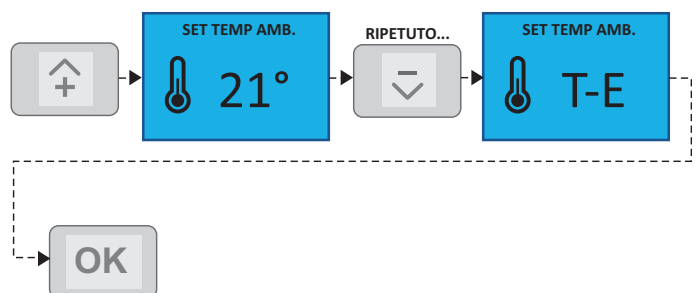 SET TEMP AMB.
21°
RIPETUTO...
SET TEMP AMB.
T-E
OK